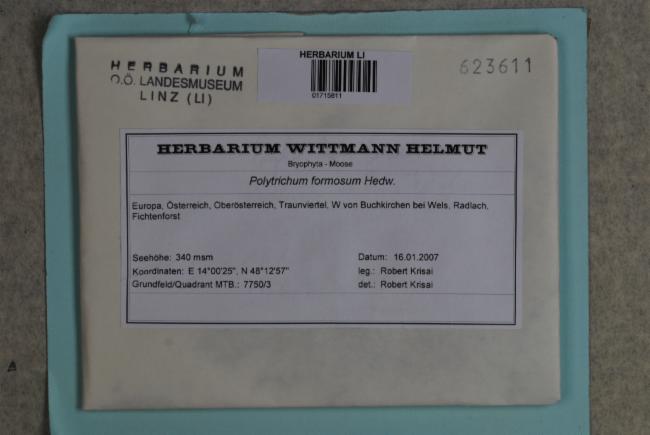 HERBARIUM
O.Ö. LANDESMUSEUM
LINZ (LI)
HERBARIUM LI
01715811
623611
HERBARIUM WITTMANN HELMUT
Bryophyta - Moose
Polytrichum formosum Hedw.
Europa, Österreich, Oberösterreich, Traunviertel, W von Buchkirchen bei Wels, Radlach,
Fichtenforst
Seehöhe: 340 msm Datum: 16.01.2007
Koordinaten: E 14°00'25", N 48°12'57" leg.: Robert Krisai
Grundfeld/Quadrant MTB.: 7750/3 det.: Robert Krisai